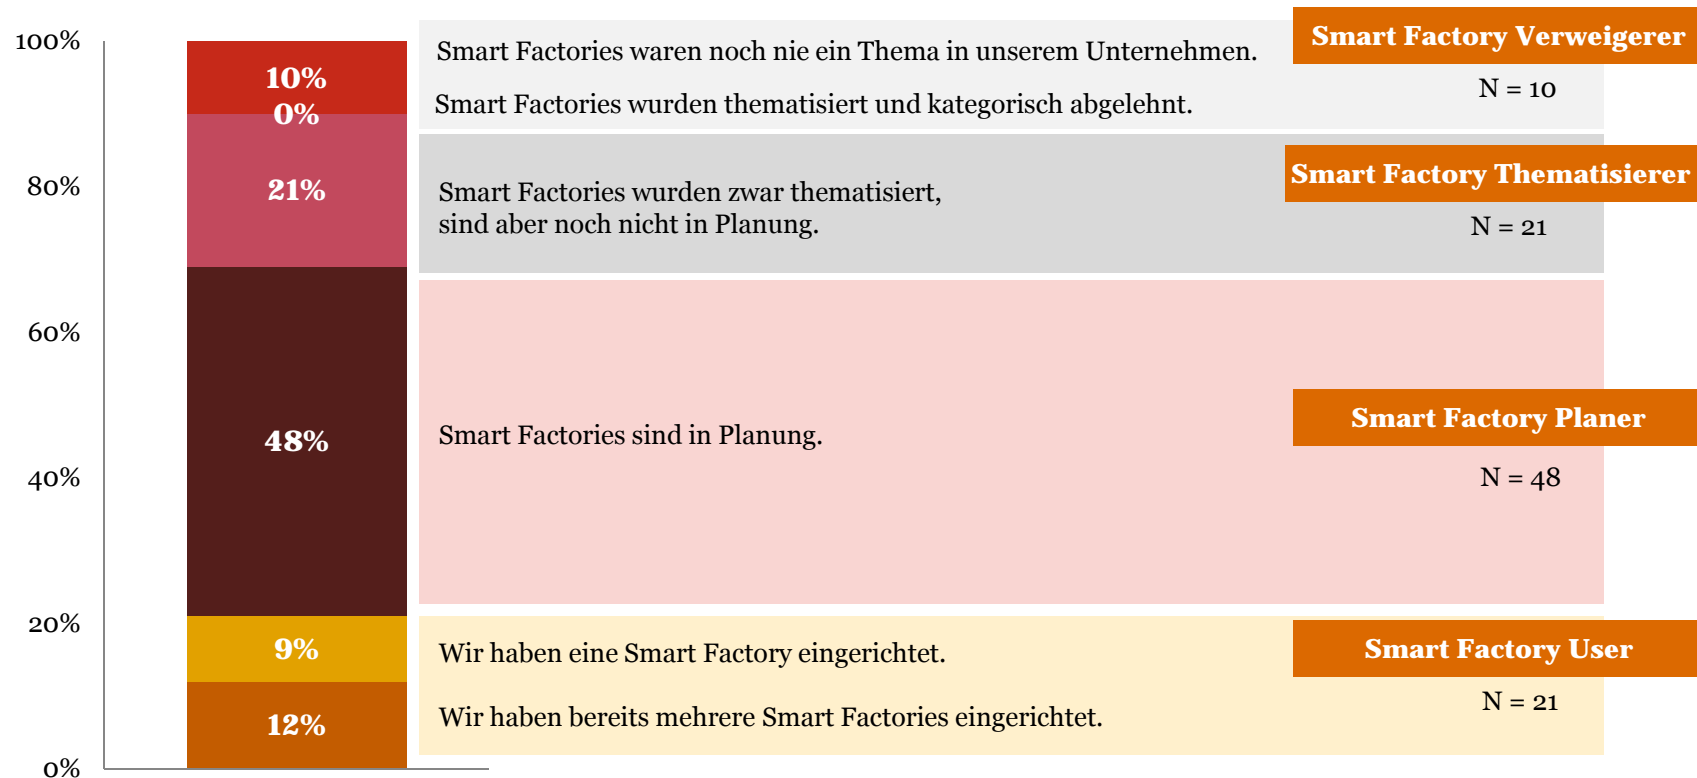 100%
80%
60%
40%
20%
0%
10%
0%
21%
48%
9%
12%
Smart Factories waren noch nie ein Thema in unserem Unternehmen.
Smart Factories wurden thematisiert und kategorisch abgelehnt.
Smart Factory Verweigerer
N = 10
Smart Factories wurden zwar thematisiert,
sind aber noch nicht in Planung.
Smart Factory Thematisierer
N = 21
Smart Factories sind in Planung.
Smart Factory Planer
N = 48
Wir haben eine Smart Factory eingerichtet.
Wir haben bereits mehrere Smart Factories eingerichtet.
Smart Factory User
N = 21